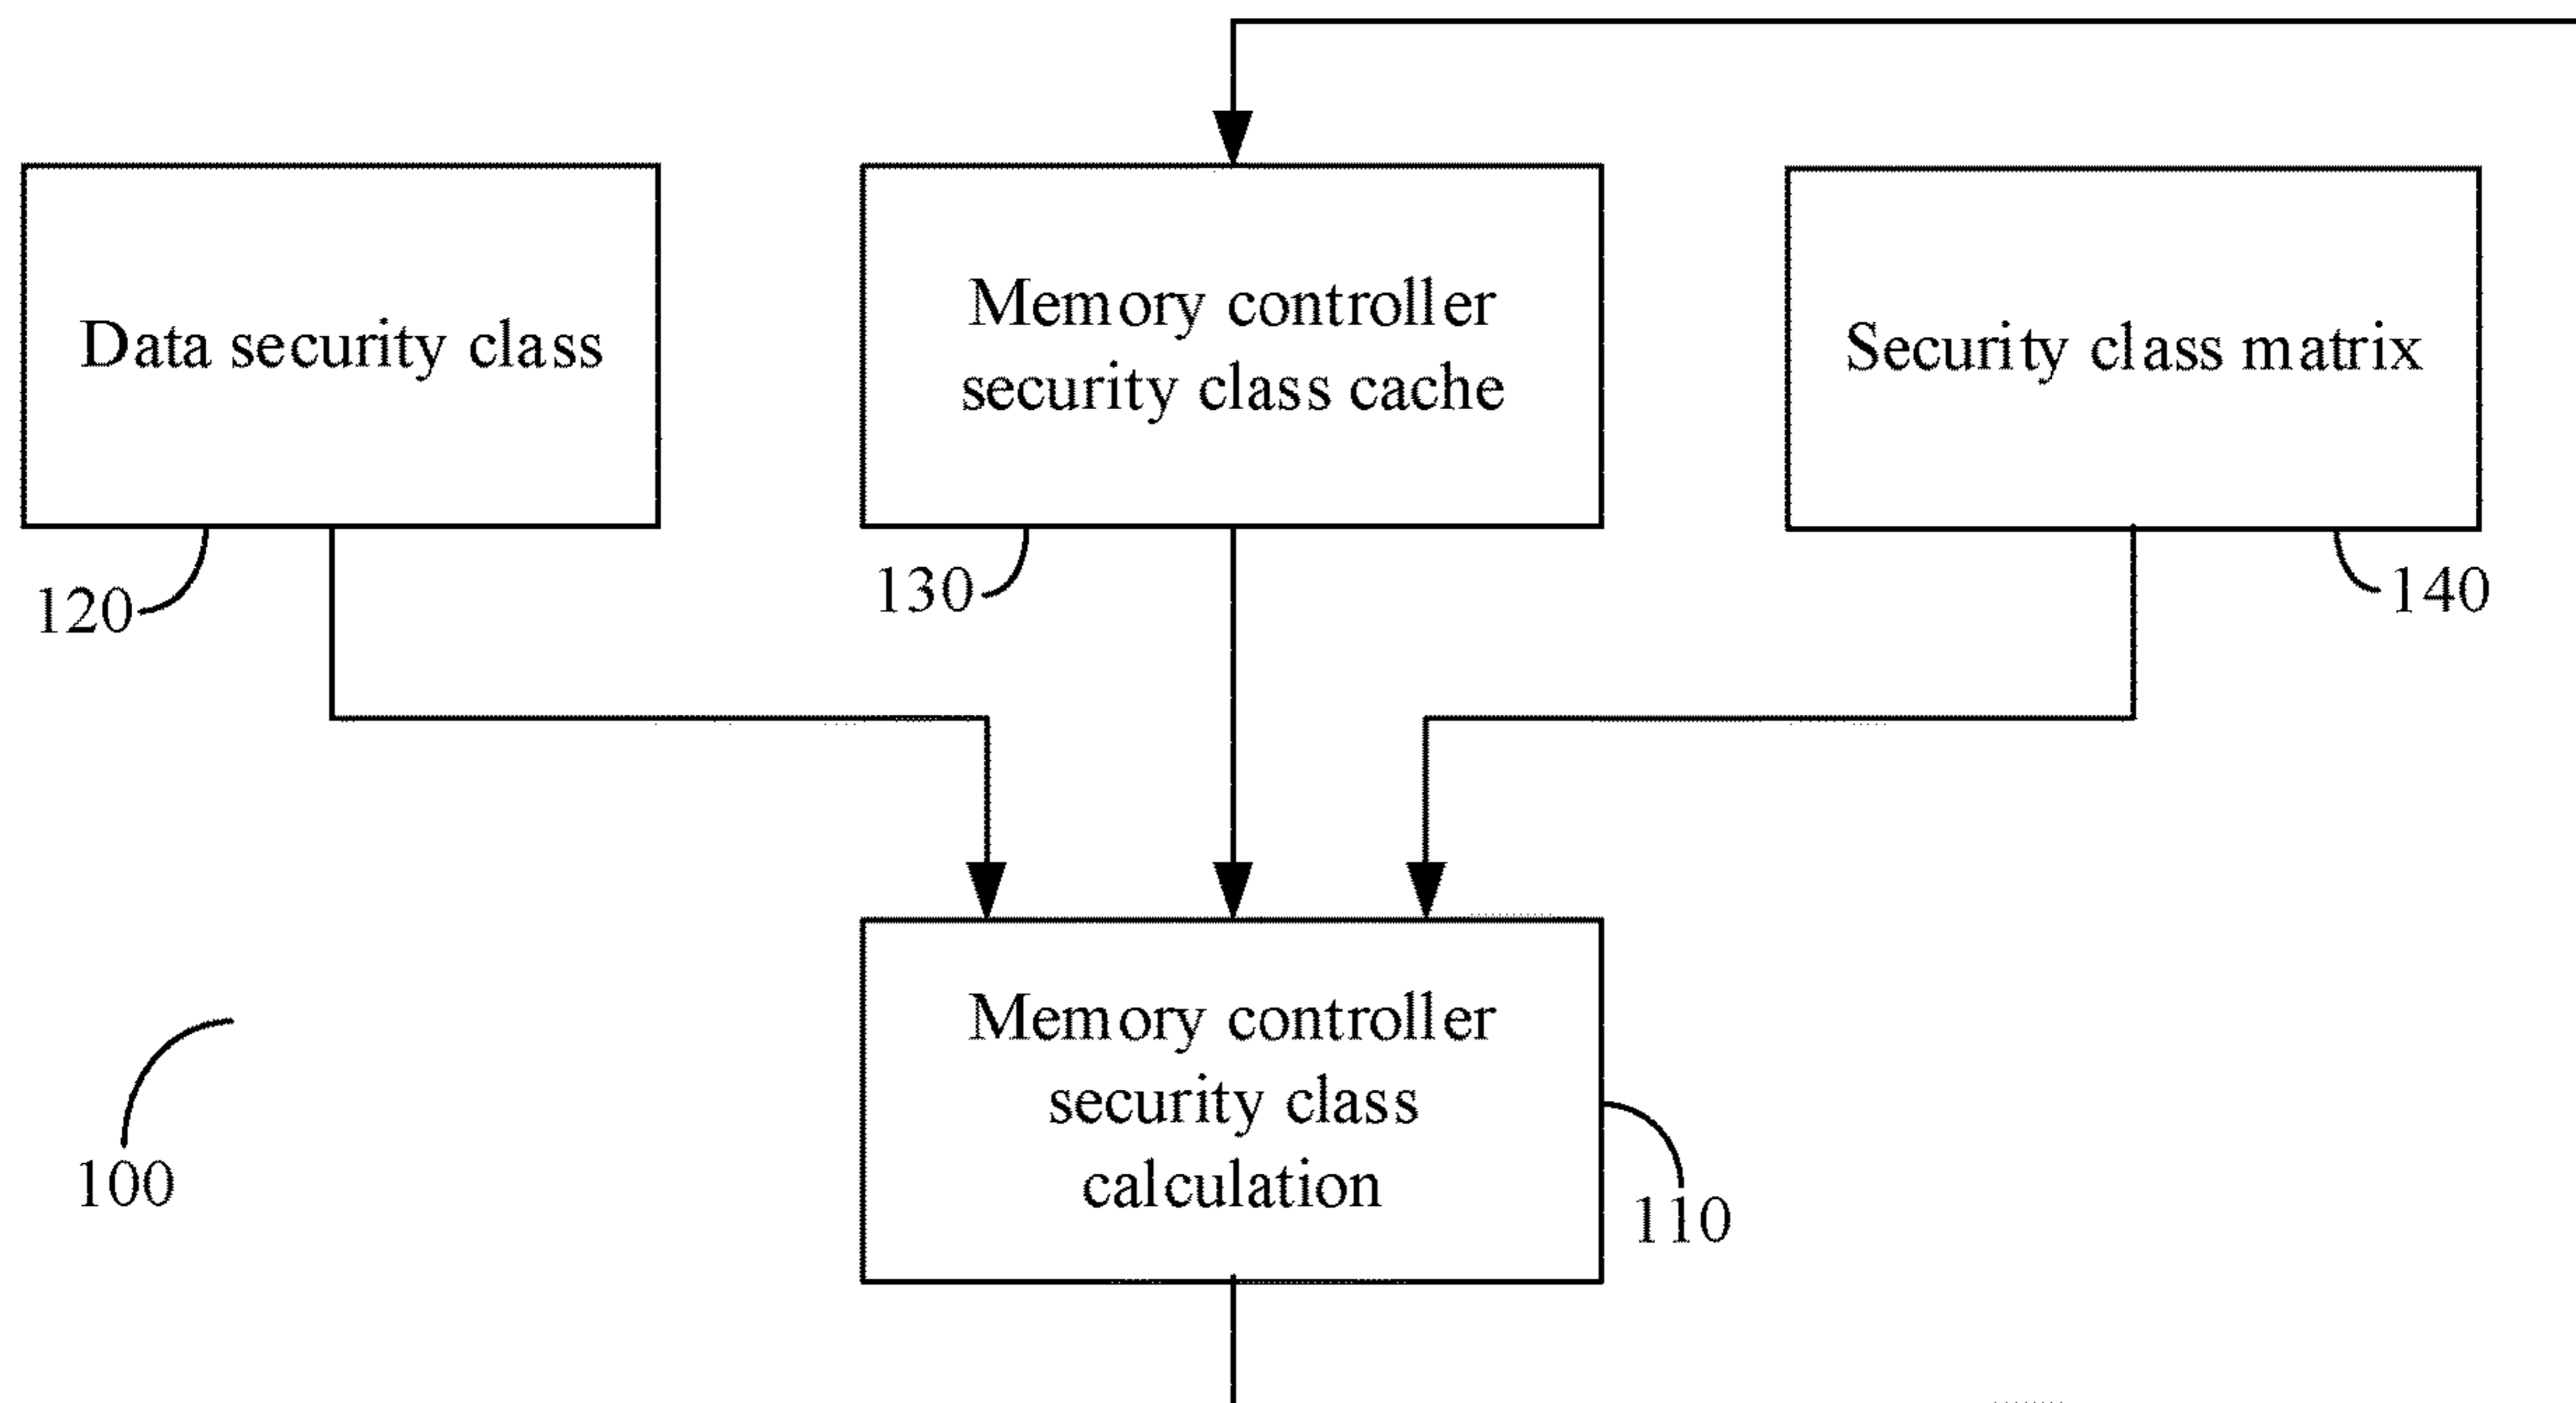 Data security class
Memory controller
security class cache
Security class matrix
120
130
140
Memory controller
security class
calculation
100
110